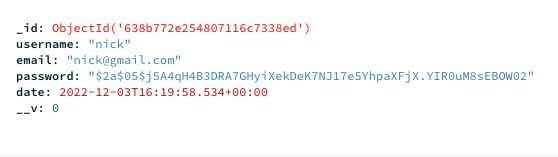 _id: ObjectId('638b772e254807116c7338ed')
username: "nick"
email: "nick@gmail.com"
password: "$2a$05$j5A4qH4B3DRA7GHyiXekDeK7NJ17e5YhpaXFjX.YIR0uM8sEBOW02"
date: 2022-12-03T16:19:58.534+00:00
__v: 0